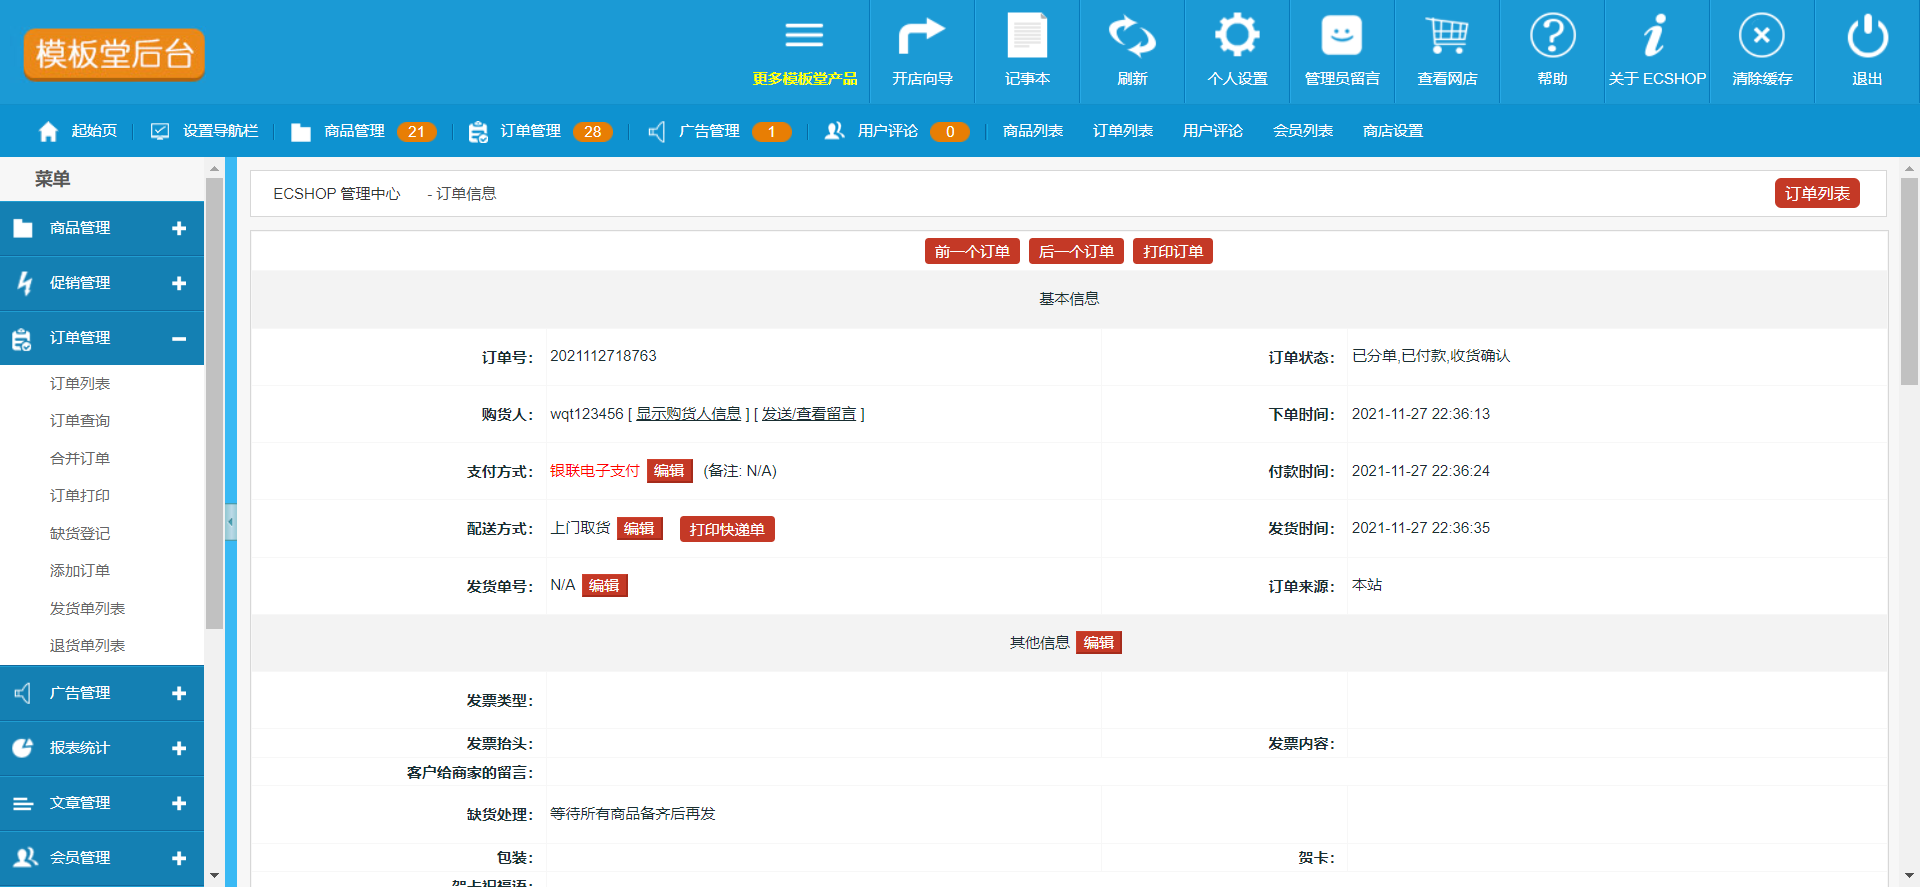 模板堂后台
更多模板堂产品
开店向导
记事本
刷新
个人设置
管理员留言
查看网店
帮助
关于 ECSHOP
清除缓存
退出
起始页
设置导航栏
商品管理 21
订单管理 28
广告管理 1
用户评论 0
商品列表
订单列表
用户评论
会员列表
商店设置
菜单
商品管理
促销管理
订单管理
订单列表
订单查询
合并订单
订单打印
缺货登记
添加订单
发货单列表
退货单列表
广告管理
报表统计
文章管理
会员管理
ECSHOP 管理中心 - 订单信息
订单列表
前一个订单 后一个订单 打印订单
基本信息
订单号： 2021112718763 订单状态： 已分单,已付款,收货确认
购货人： wqt123456 [ 显示购货人信息 ] [ 发送/查看留言 ] 下单时间： 2021-11-27 22:36:13
支付方式： 银联电子支付 编辑 (备注: N/A) 付款时间： 2021-11-27 22:36:24
配送方式： 上门取货 编辑 打印快递单 发货时间： 2021-11-27 22:36:35
发货单号： N/A 编辑 订单来源： 本站
其他信息 编辑
发票类型：
发票抬头： 发票内容：
客户给商家的留言：
缺货处理： 等待所有商品备齐后再发
包装： 贺卡：
贺卡祝福语：